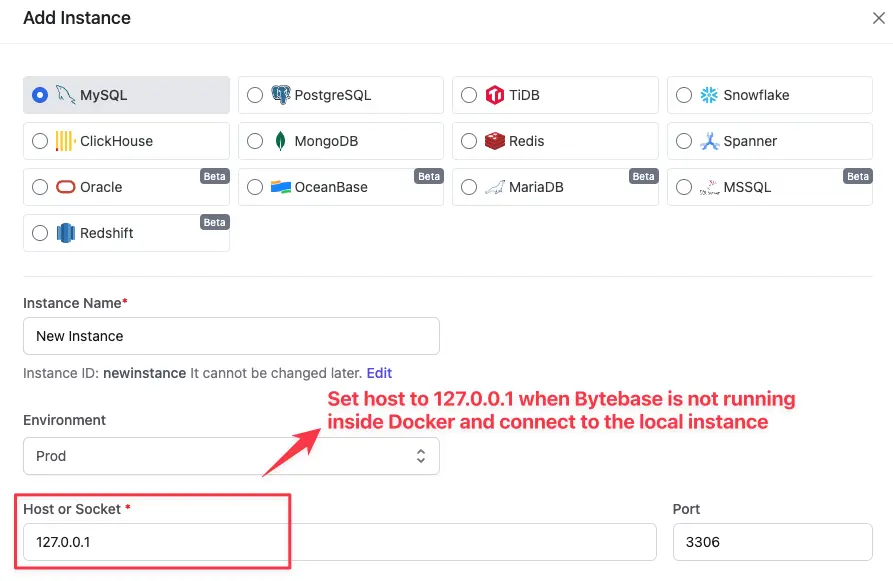 Add Instance
MySQL
PostgreSQL
TiDB
Snowflake
ClickHouse
MongoDB
Redis
Spanner
Oracle
Beta
OceanBase
Beta
MariaDB
Beta
MSSQL
Beta
Redshift
Beta
Instance Name*
New Instance
Instance ID: newinstance It cannot be changed later. Edit
Set host to 127.0.0.1 when Bytebase is not running
inside Docker and connect to the local instance
Environment
Prod
Host or Socket *
Port
127.0.0.1
3306